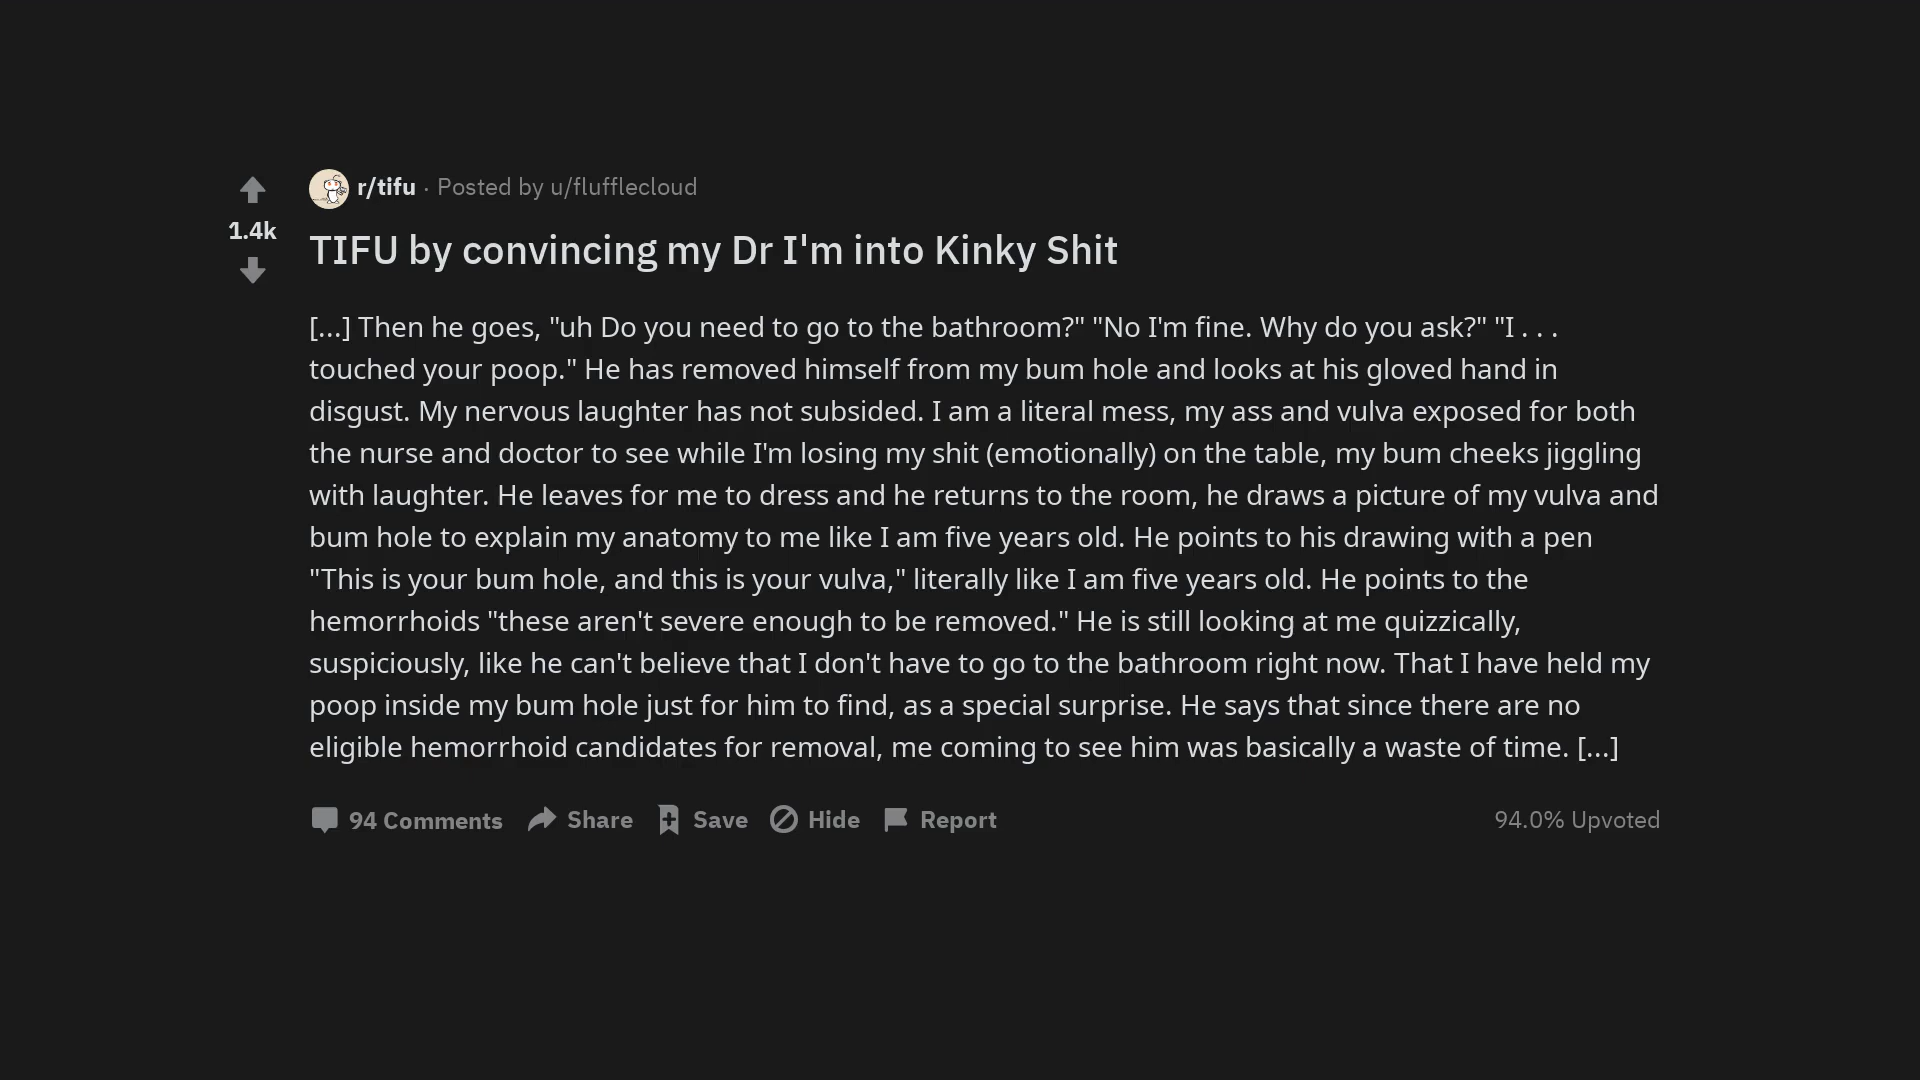 r/tifu · Posted by u/flufflecloud
1.4k
TIFU by convincing my Dr I'm into Kinky Shit
[...] Then he goes, "uh Do you need to go to the bathroom?" "No I'm fine. Why do you ask?" "I . . .
touched your poop." He has removed himself from my bum hole and looks at his gloved hand in
disgust. My nervous laughter has not subsided. I am a literal mess, my ass and vulva exposed for both
the nurse and doctor to see while I'm losing my shit (emotionally) on the table, my bum cheeks jiggling
with laughter. He leaves for me to dress and he returns to the room, he draws a picture of my vulva and
bum hole to explain my anatomy to me like I am five years old. He points to his drawing with a pen
"This is your bum hole, and this is your vulva," literally like I am five years old. He points to the
hemorrhoids "these aren't severe enough to be removed." He is still looking at me quizzically,
suspiciously, like he can't believe that I don't have to go to the bathroom right now. That I have held my
poop inside my bum hole just for him to find, as a special surprise. He says that since there are no
eligible hemorrhoid candidates for removal, me coming to see him was basically a waste of time. [...]
94 Comments Share Save Hide Report 94.0% Upvoted